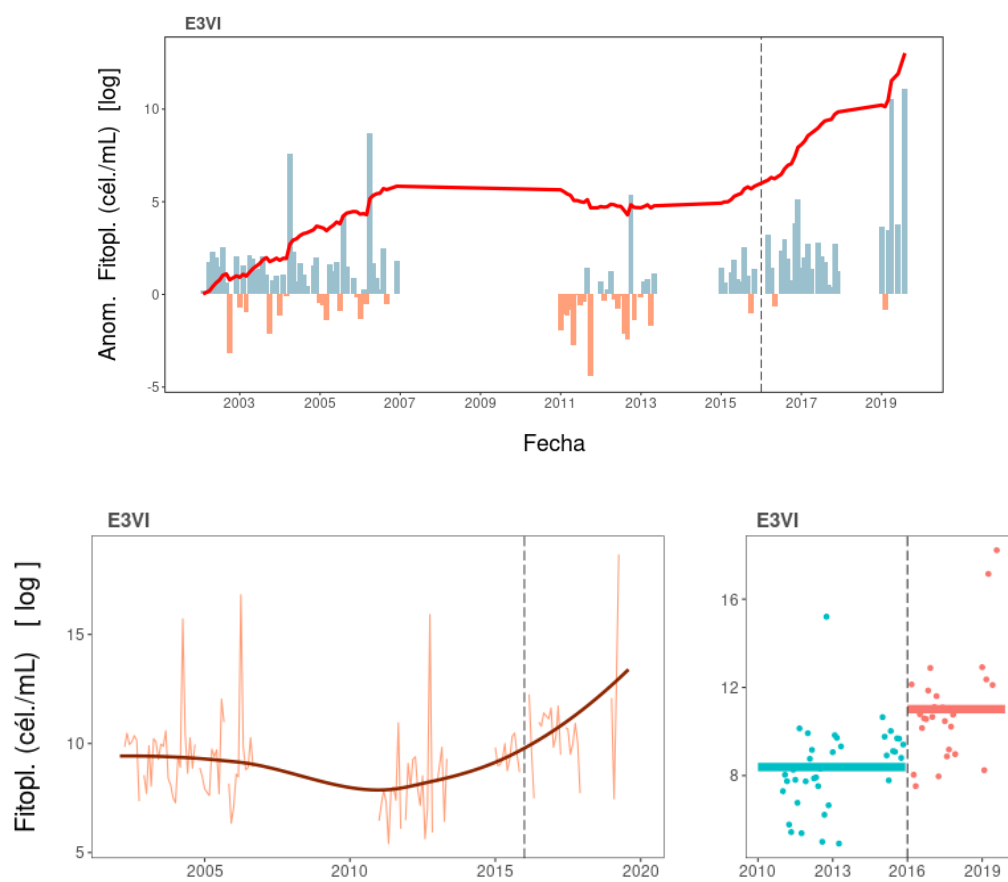 E3VI
Anom. Fitopl. (cél./mL) [log]
10
5
0
-5
2003 2005 2007 2009 2011 2013 2015 2017 2019
Fecha
E3VI
Fitopl. (cél./mL) [ log ]
15
10
5
2005 2010 2015 2020
E3VI
16
12
8
2010 2013 2016 2019